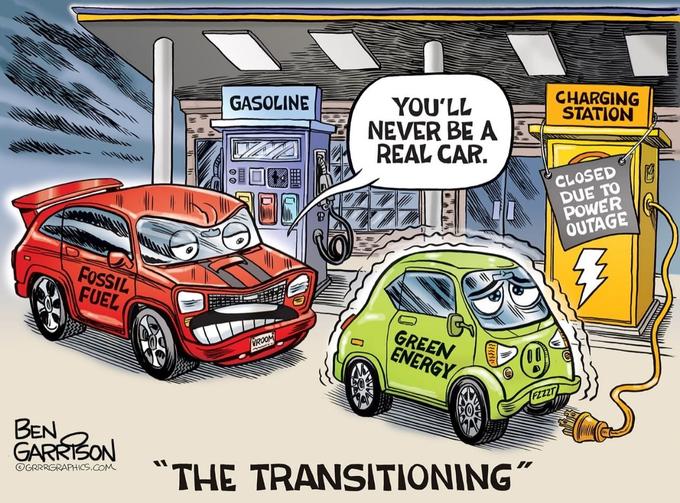 GASOLINE
YOU'LL
NEVER BE A
REAL CAR.
CHARGING
STATION
CLOSED
DUE TO
POWER
OUTAGE
FOSSIL
FUEL
VROOM
GREEN
ENERGY
FZZZT
BEN
GARRISON
©GRRRGRAPHICS.COM
"THE TRANSITIONING"